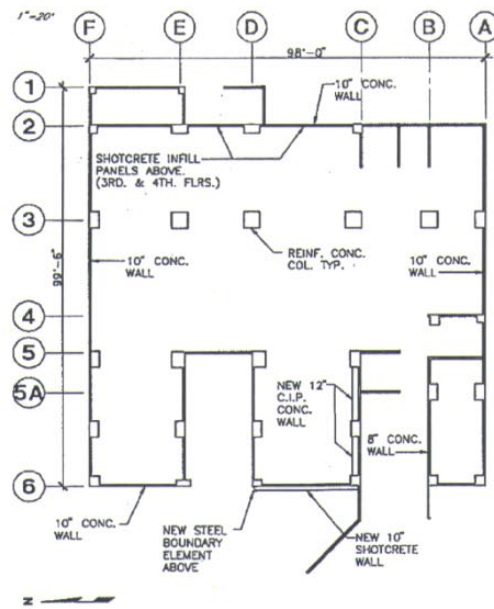 1"=20'
F
E
D
C
B
A
98'-0"
1
10" CONC.
WALL
2
SHOTCRETE INFILL
PANELS ABOVE.
(3RD. & 4TH. FLRS.)
3
10" CONC.
WALL
REINF. CONC.
COL. TYP.
10" CONC.
WALL
99'-6"
4
5
NEW 12"
C.I.P.
CONC.
WALL
5A
8" CONC.
WALL
6
10" CONC.
WALL
NEW STEEL
BOUNDARY
ELEMENT
ABOVE
NEW 10"
SHOTCRETE
WALL
N